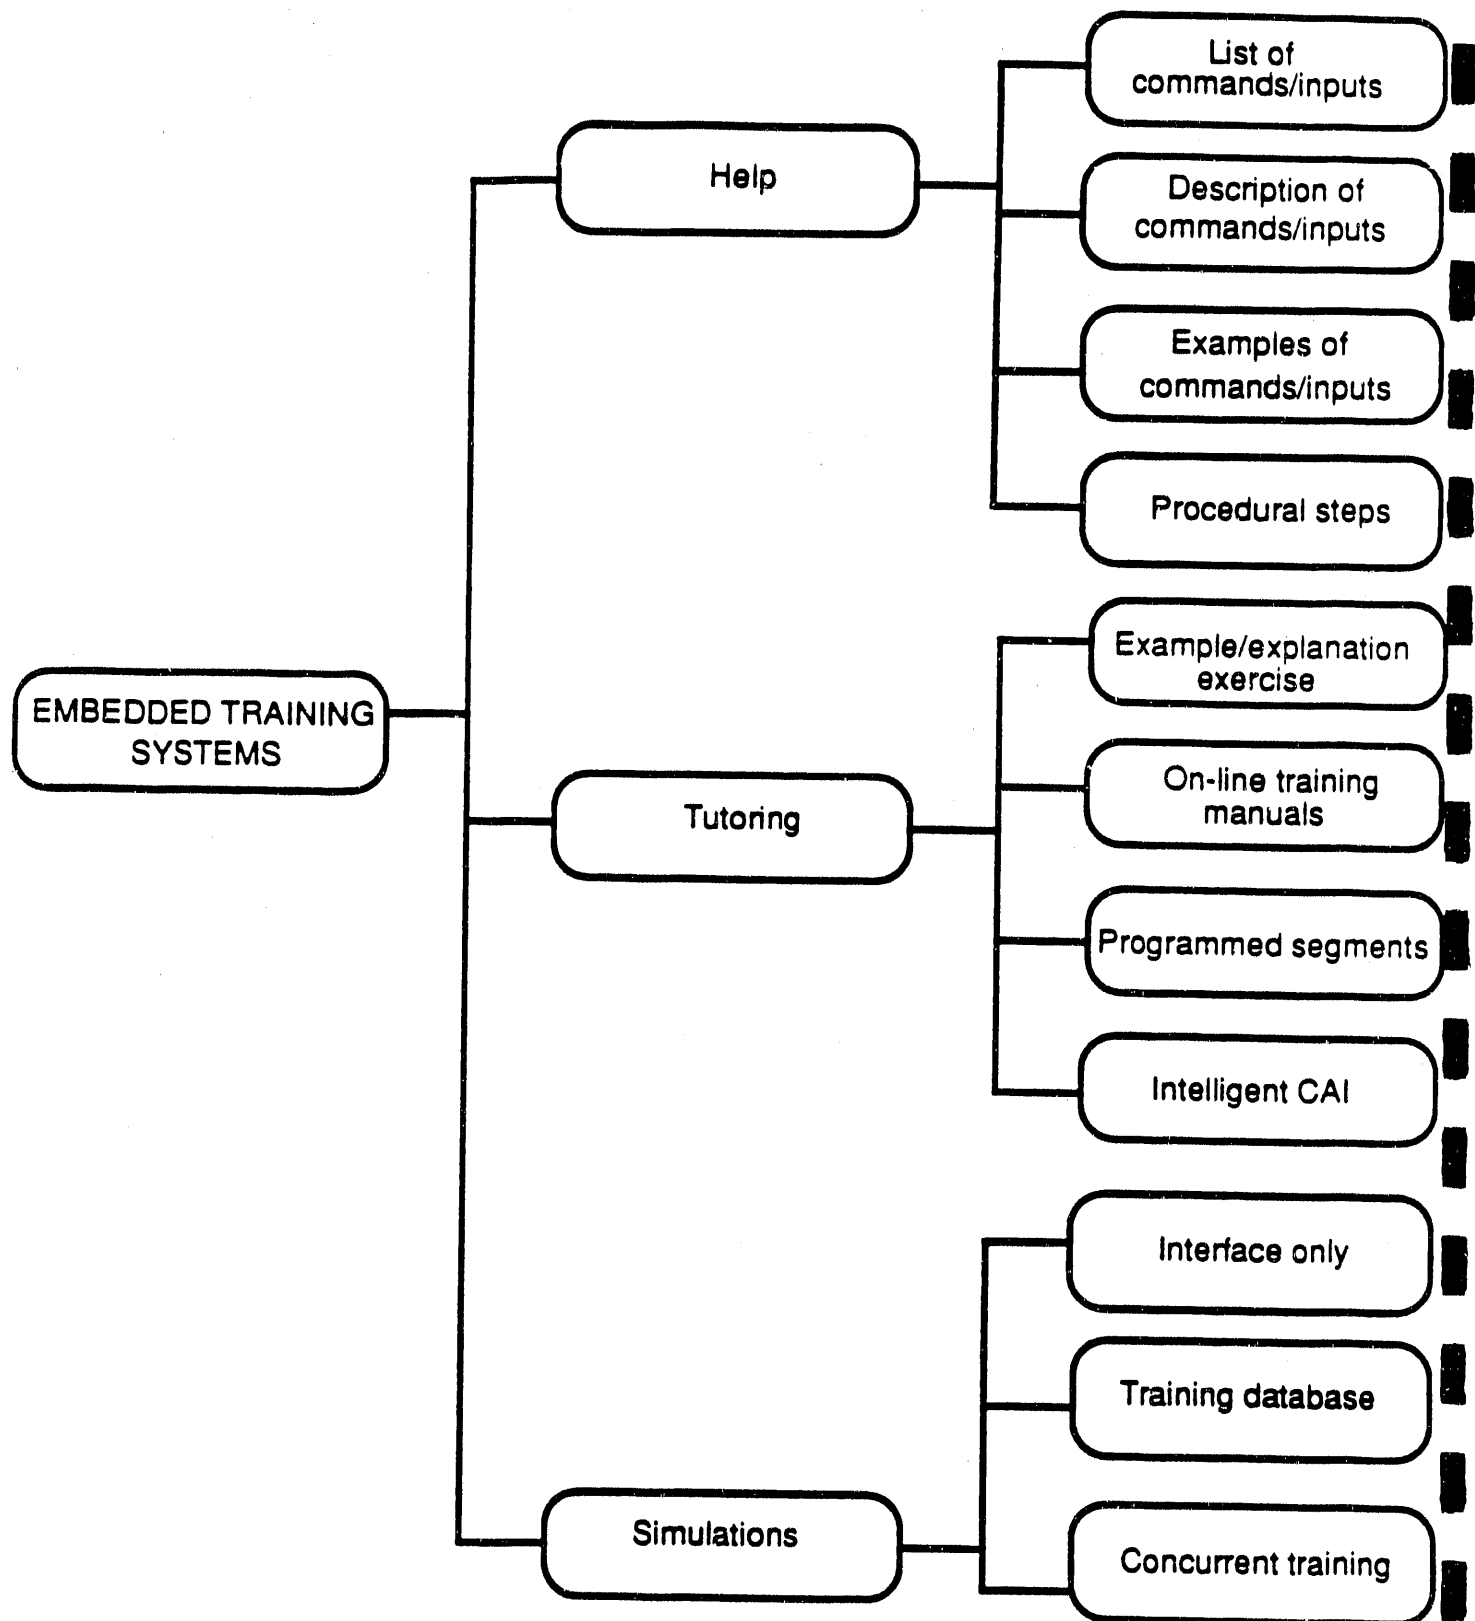 List of
commands/inputs
Help
Description of
commands/inputs
Examples of
commands/inputs
Procedural steps
EMBEDDED TRAINING
SYSTEMS
Example/explanation
exercise
Tutoring
On-line training
manuals
Programmed segments
Intelligent CAI
Interface only
Training database
Simulations
Concurrent training